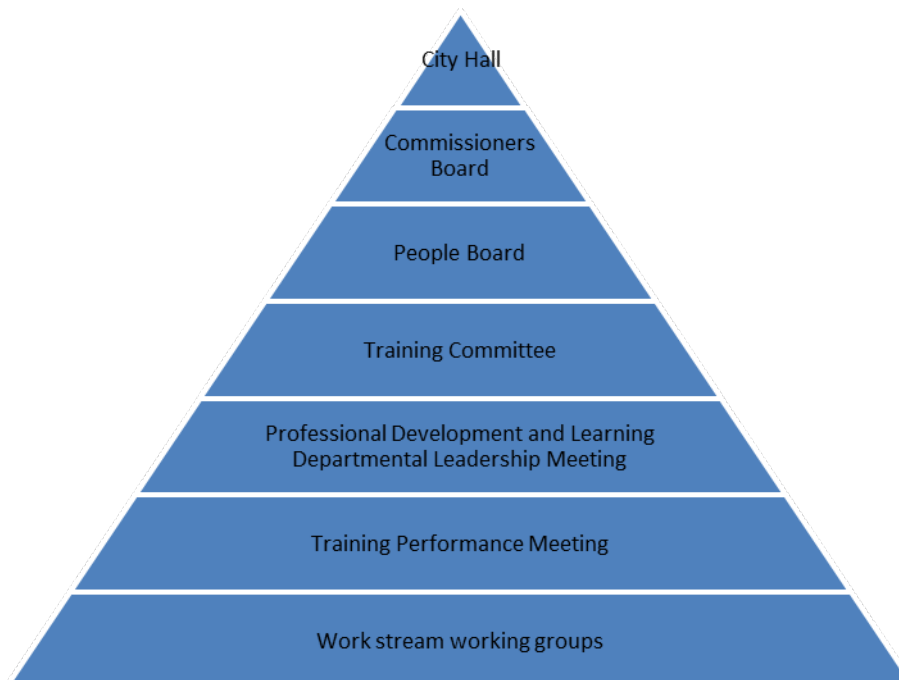 City Hall
Commissioners
Board
People Board
Training Committee
Professional Development and Learning
Departmental Leadership Meeting
Training Performance Meeting
Work stream working groups